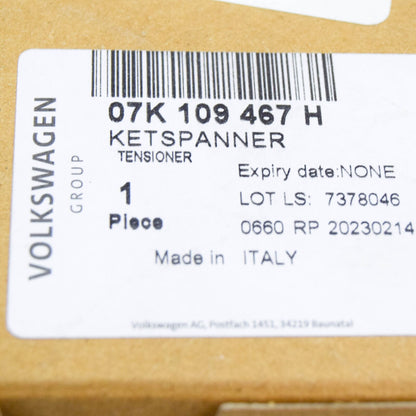 VOLKSWAGEN
GROUP
07K 109 467 H
KETSPANNER
TENSIONER
1
Piece
Expiry date:NONE
LOT LS: 7378046
0660 RP 20230214
Made in ITALY
Volkswagen AG, Postfach 1451, 34219 Baunatal